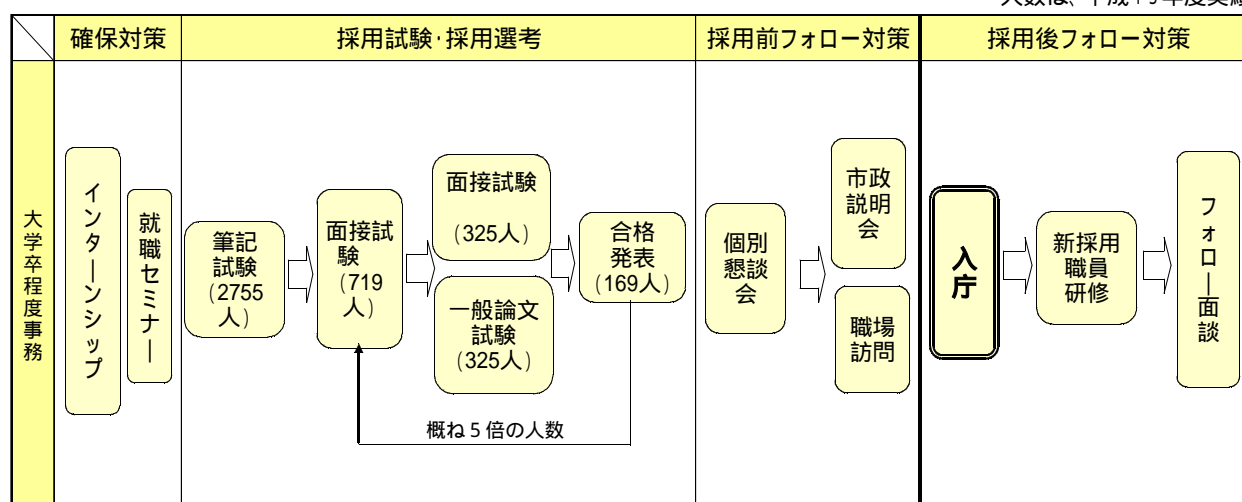 確保対策
採用試験・採用選考
採用前フォロー対策
採用後フォロー対策
大学卒程度事務
インターンシップ
就職セミナー
筆記
試験
(2755
人)
面接試
験
(719
人)
面接試験
(325人)
一般論文
試験
(325人)
合格
発表
(169人)
概ね5倍の人数
個別
懇談
会
市政
説明
会
職場
訪問
入庁
新採用
職員
研修
フォロー面談